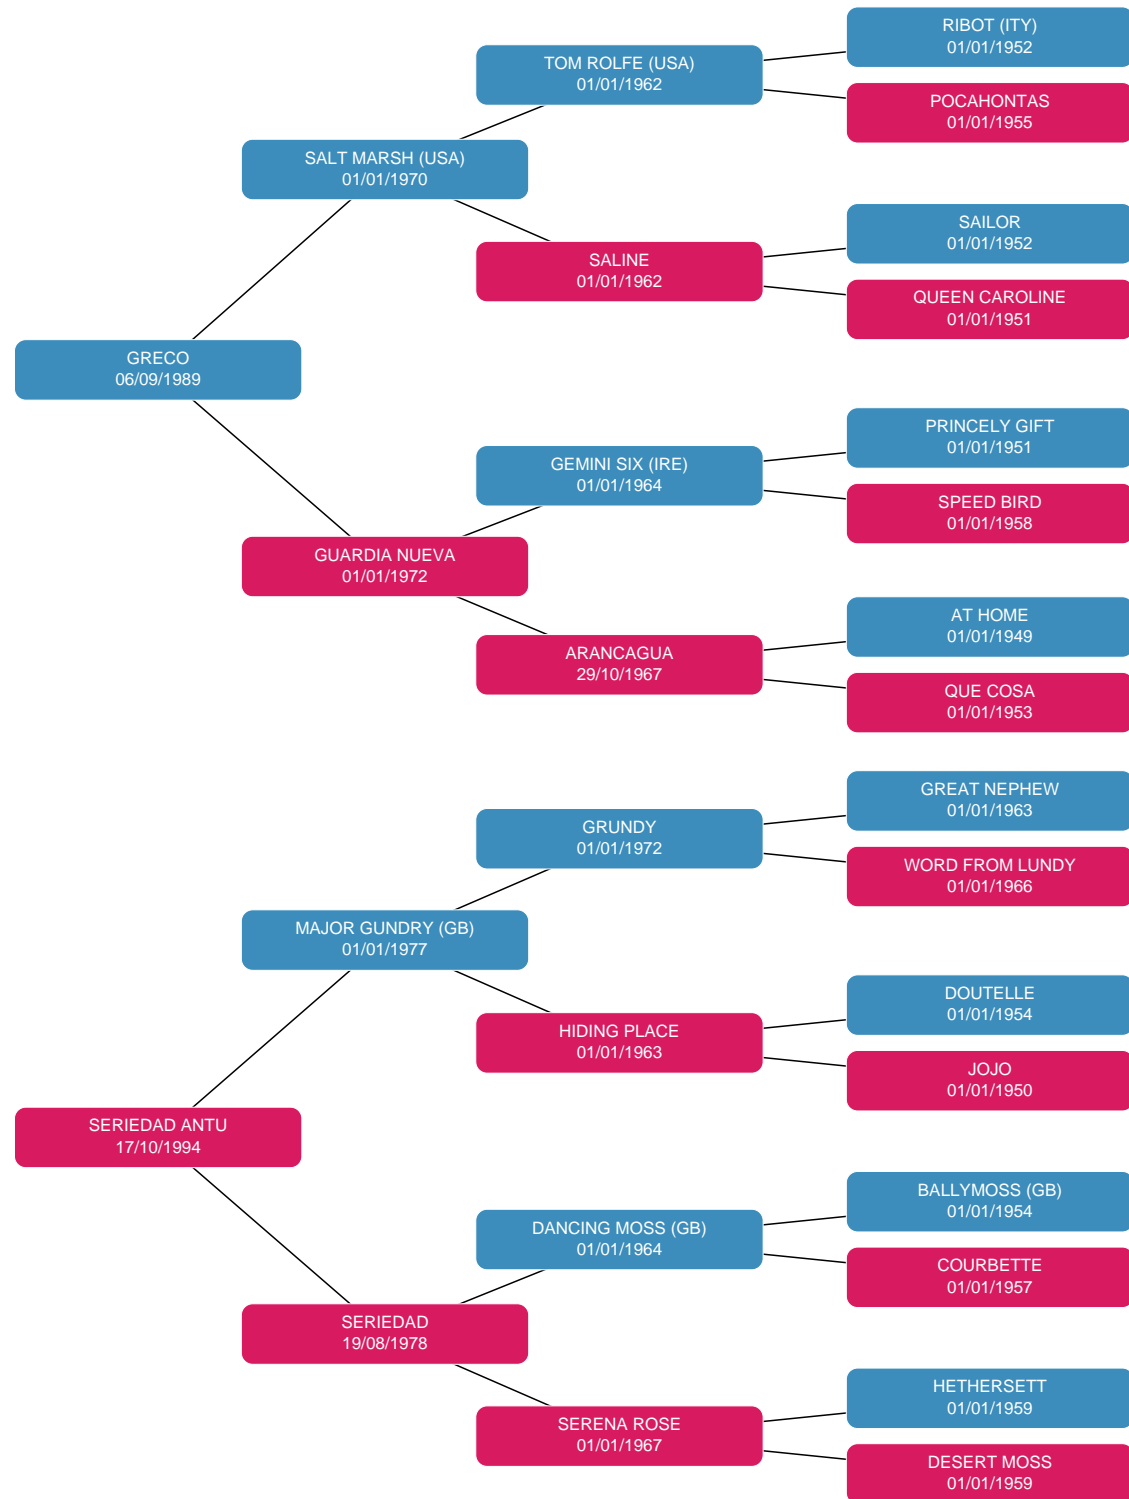 RIBOT (ITY)
01/01/1952
TOM ROLFE (USA)
01/01/1962
POCAHONTAS
01/01/1955
SALT MARSH (USA)
01/01/1970
SAILOR
01/01/1952
SALINE
01/01/1962
QUEEN CAROLINE
01/01/1951
GRECO
06/09/1989
PRINCELY GIFT
01/01/1951
GEMINI SIX (IRE)
01/01/1964
SPEED BIRD
01/01/1958
GUARDIA NUEVA
01/01/1972
AT HOME
01/01/1949
ARANCAGUA
29/10/1967
QUE COSA
01/01/1953
GREAT NEPHEW
01/01/1963
GRUNDY
01/01/1972
WORD FROM LUNDY
01/01/1966
MAJOR GUNDRY (GB)
01/01/1977
DOUTELLE
01/01/1954
HIDING PLACE
01/01/1963
JOJO
01/01/1950
SERIEDAD ANTU
17/10/1994
BALLYMOSS (GB)
01/01/1954
DANCING MOSS (GB)
01/01/1964
COURBETTE
01/01/1957
SERIEDAD
19/08/1978
HETHERSETT
01/01/1959
SERENA ROSE
01/01/1967
DESERT MOSS
01/01/1959